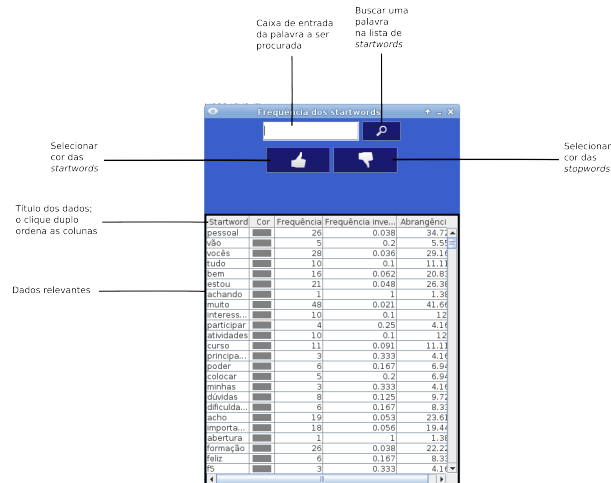 Buscar uma
palavra
na lista de
startwords
Caixa de entrada
da palavra a ser
procurada
Frequência dos startwords
Selecionar
cor das
startwords
Selecionar
cor das
stopwords
Título dos dados;
o clique duplo
ordena as colunas
Dados relevantes
Startword Cor Frequência Frequência inve... Abrangênci
pessoal 26 0.038 34.72
vão 5 0.2 5.55
vocês 28 0.036 29.16
tudo 10 0.1 11.11
bem 16 0.062 20.83
estou 21 0.048 26.38
achando 1 1 1.38
muito 48 0.021 41.66
interess... 10 0.1 12
participar 4 0.25 4.16
atividades 10 0.1 12
curso 11 0.091 11.11
principa... 3 0.333 4.16
poder 6 0.167 6.94
colocar 5 0.2 6.94
minhas 3 0.333 4.16
dúvidas 8 0.125 9.72
dificulda... 6 0.167 8.33
acho 19 0.053 23.61
importa... 18 0.056 19.44
abertura 1 1 1.38
formação 26 0.038 22.22
feliz 6 0.167 8.33
f5 3 0.333 4.16